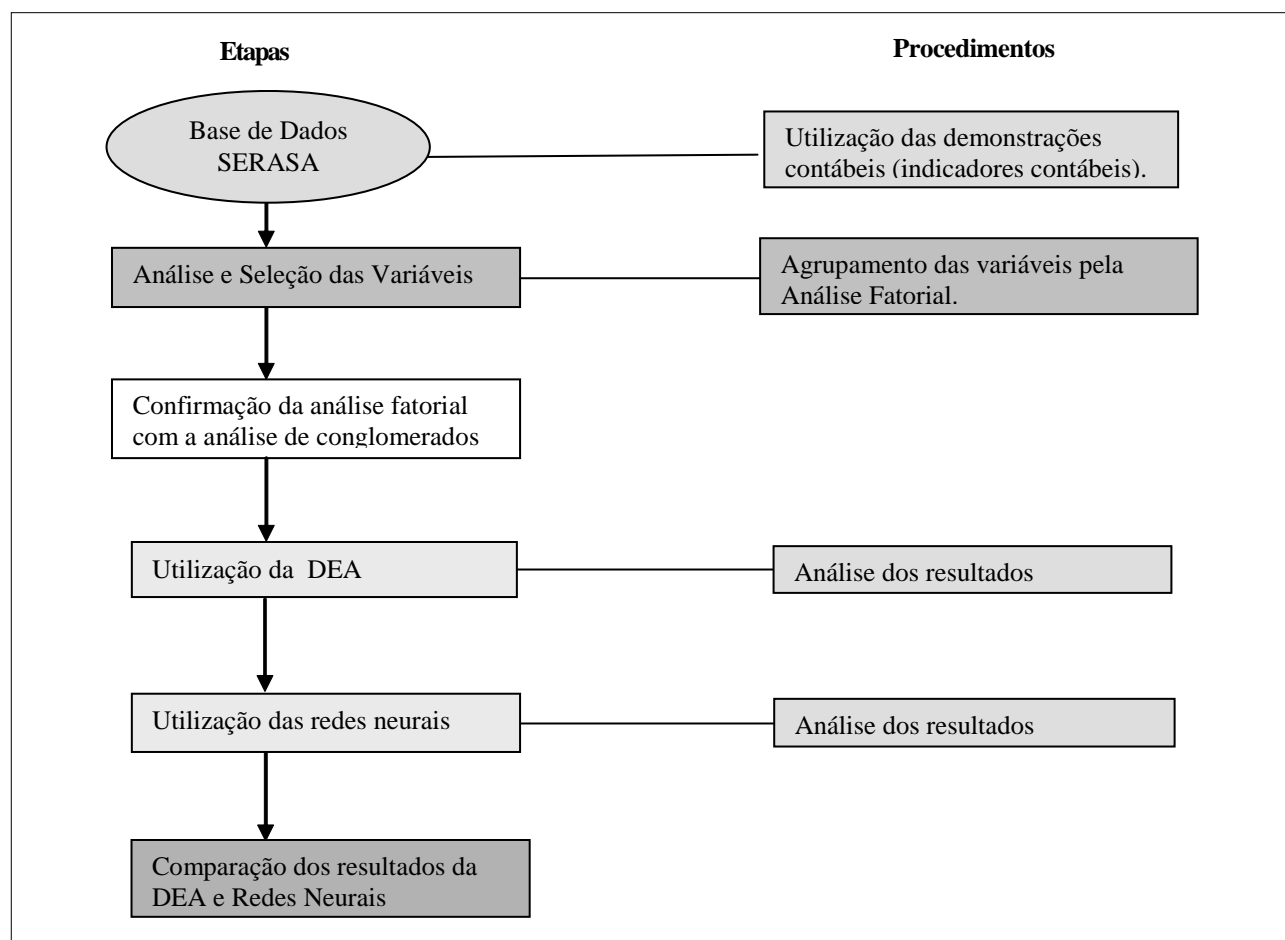 Etapas
Procedimentos
Base de Dados
SERASA
Utilização das demonstrações
contábeis (indicadores contábeis).
Análise e Seleção das Variáveis
Agrupamento das variáveis pela
Análise Fatorial.
Confirmação da análise fatorial
com a análise de conglomerados
Utilização da  DEA
Análise dos resultados
Utilização das redes neurais
Análise dos resultados
Comparação dos resultados da
DEA e Redes Neurais